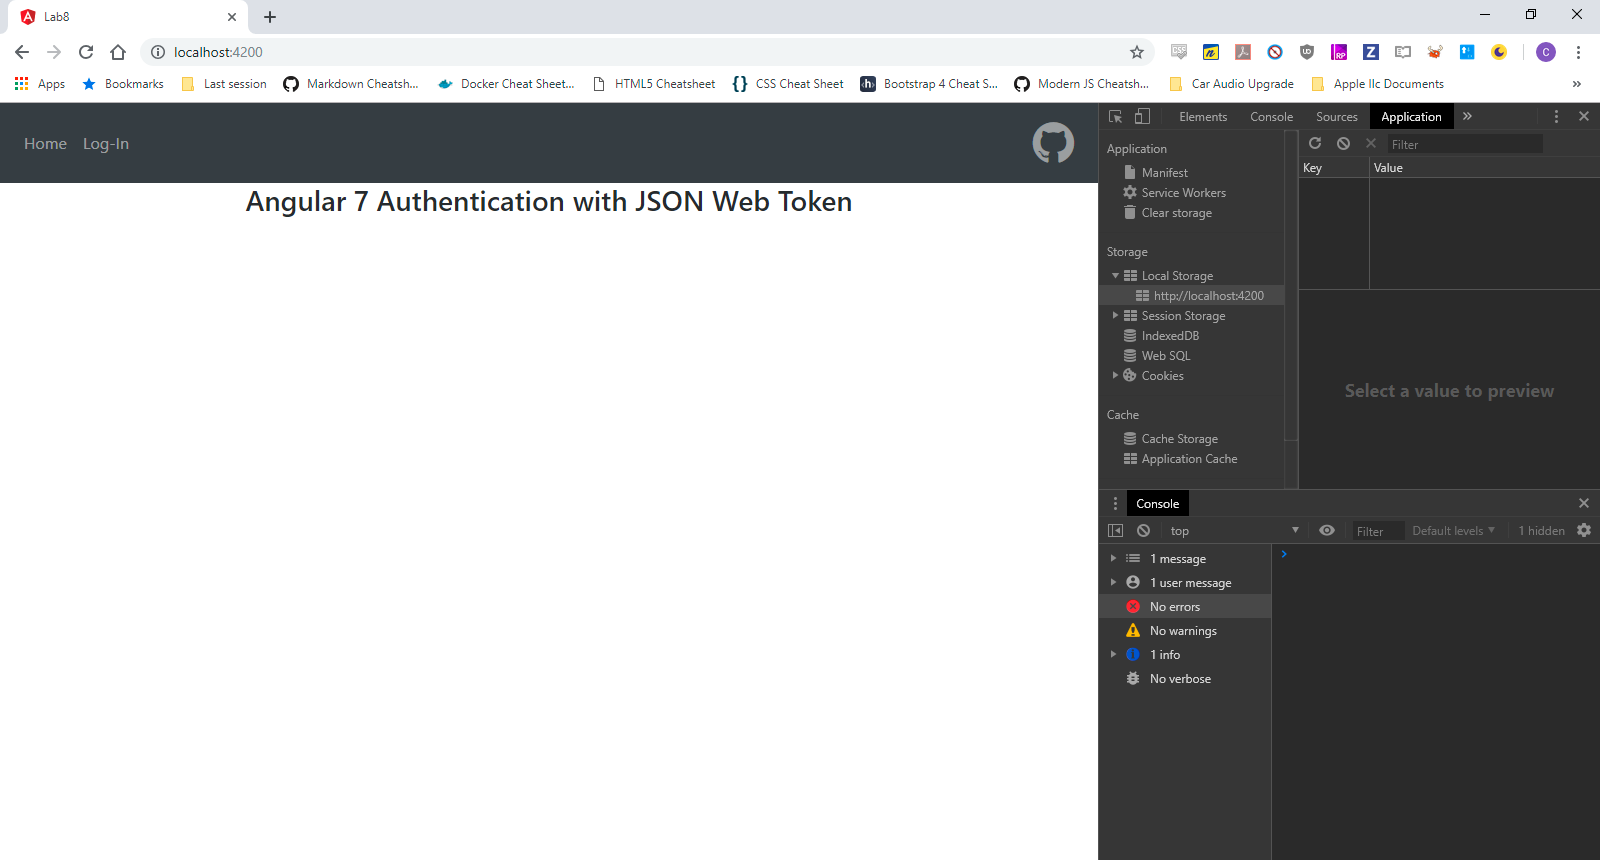 Lab8
localhost:4200
Apps Bookmarks Last session Markdown Cheatsh... Docker Cheat Sheet... HTML5 Cheatsheet CSS Cheat Sheet Bootstrap 4 Cheat S... Modern JS Cheatsh... Car Audio Upgrade Apple IIc Documents »
Home Log-In
Angular 7 Authentication with JSON Web Token
Elements Console Sources Application »
Application
Manifest
Service Workers
Clear storage
Storage
Local Storage
http://localhost:4200
Session Storage
IndexedDB
Web SQL
Cookies
Cache
Cache Storage
Application Cache
Filter
Key Value
Select a value to preview
Console
top Filter Default levels 1 hidden
1 message
1 user message
No errors
No warnings
1 info
No verbose